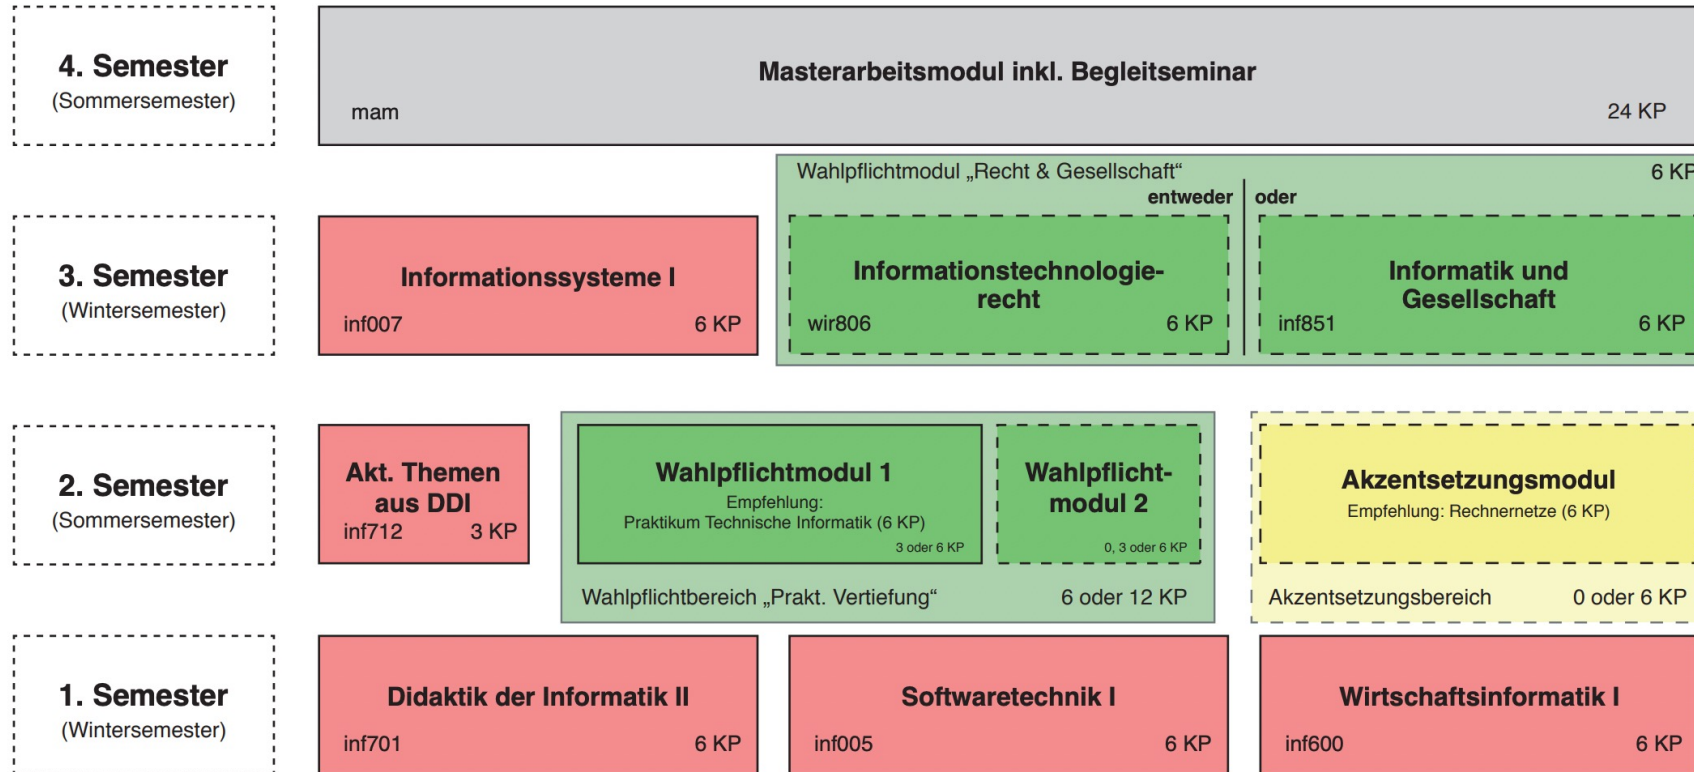 4. Semester
(Sommersemester)
Masterarbeitsmodul inkl. Begleitseminar
mam 24 KP
Wahlpflichtmodul „Recht & Gesellschaft“ 6 KP
entweder oder
3. Semester
(Wintersemester)
Informationssysteme I
inf007 6 KP
Informationstechnologie-
recht
wir806 6 KP
Informatik und
Gesellschaft
inf851 6 KP
2. Semester
(Sommersemester)
Akt. Themen
aus DDI
inf712 3 KP
Wahlpflichtmodul 1
Empfehlung:
Praktikum Technische Informatik (6 KP)
3 oder 6 KP
Wahlpflicht-
modul 2
0, 3 oder 6 KP
Wahlpflichtbereich „Prakt. Vertiefung“ 6 oder 12 KP
Akzentsetzungsmodul
Empfehlung: Rechnernetze (6 KP)
Akzentsetzungsbereich 0 oder 6 KP
1. Semester
(Wintersemester)
Didaktik der Informatik II
inf701 6 KP
Softwaretechnik I
inf005 6 KP
Wirtschaftsinformatik I
inf600 6 KP